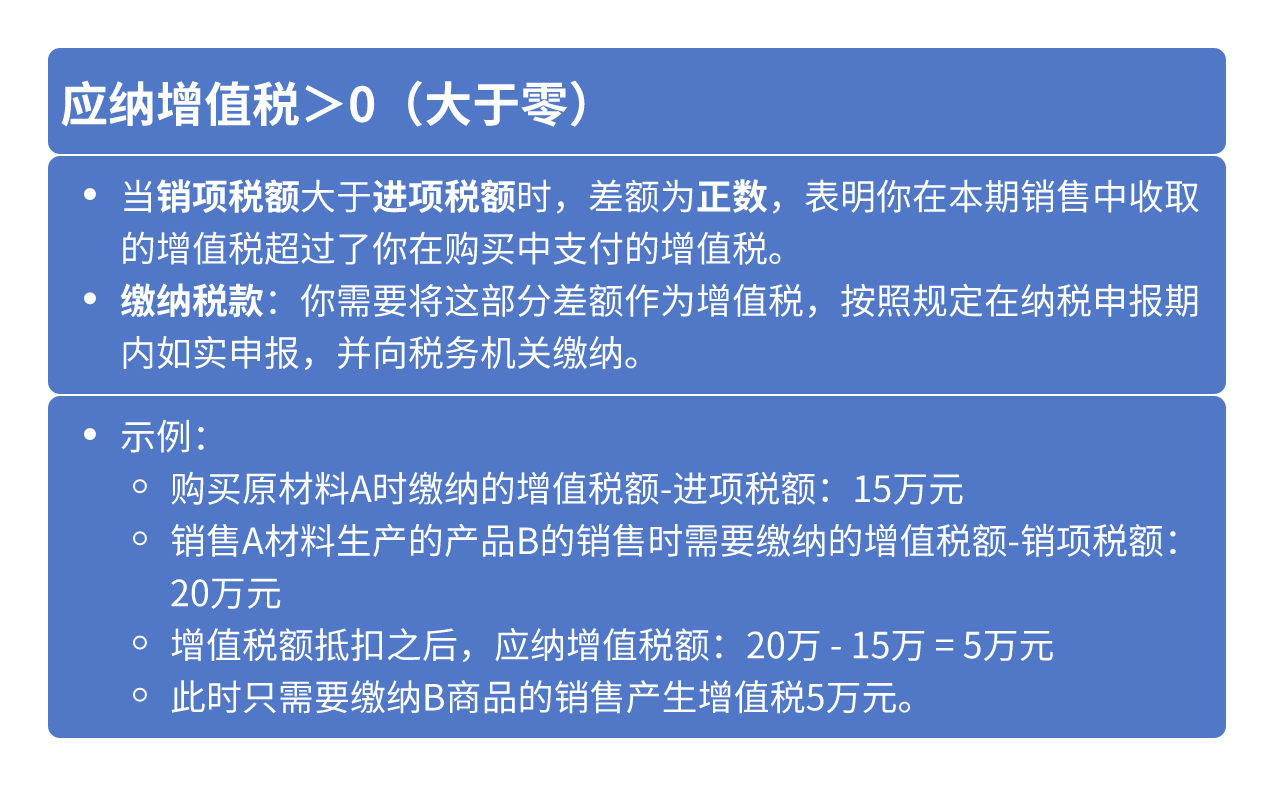 应纳增值税＞0（大于零）
• 当销项税额大于进项税额时，差额为正数，表明你在本期销售中收取
的增值税超过了你在购买中支付的增值税。
• 缴纳税款：你需要将这部分差额作为增值税，按照规定在纳税申报期
内如实申报，并向税务机关缴纳。
• 示例：
○ 购买原材料A时缴纳的增值税额-进项税额：15万元
○ 销售A材料生产的产品B的销售时需要缴纳的增值税额-销项税额：
20万元
○ 增值税额抵扣之后，应纳增值税额：20万 - 15万 = 5万元
○ 此时只需要缴纳B商品的销售产生增值税5万元。